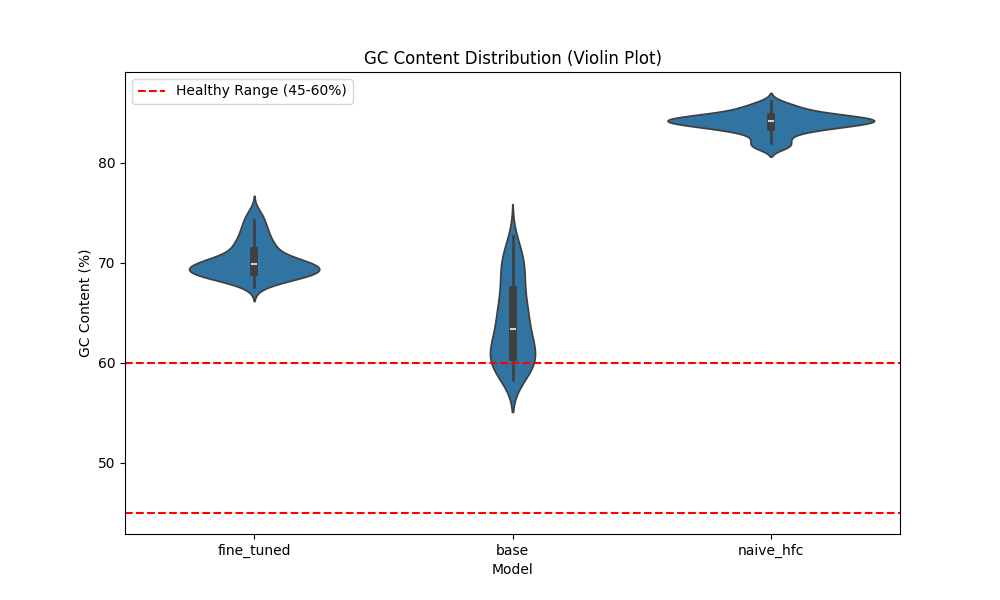 GC Content Distribution (Violin Plot)
Healthy Range (45-60%)
GC Content (%)
80
70
60
50
fine_tuned
base
naive_hfc
Model